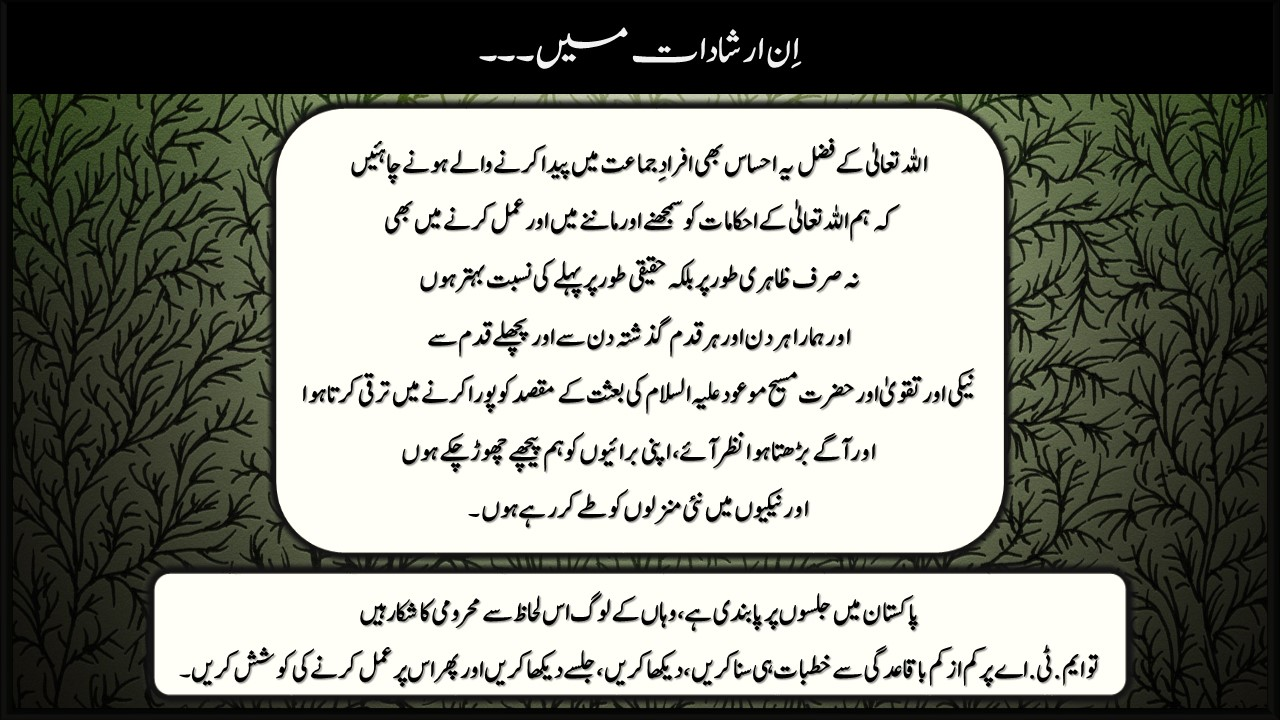 اِن ارشادات میں۔۔۔
اللہ تعالیٰ کے فضل یہ احساس بھی افرادِ جماعت میں پیدا کرنے والے ہونے چاہئیں
کہ ہم اللہ تعالیٰ کے احکامات کو سمجھنے اور ماننے میں اور عمل کرنے میں بھی
نہ صرف ظاہری طور پر بلکہ حقیقی طور پر پہلے کی نسبت بہتر ہوں
اور ہمارا ہر دن اور ہر قدم گذشتہ دن سے اور پچھلے قدم سے
نیکی اور تقویٰ اور حضرت مسیح موعود علیہ السلام کی بعثت کے مقصد کو پورا کرنے میں ترقی کرتا ہوا
اور آگے بڑھتا ہوا نظر آئے، اپنی برائیوں کو ہم پیچھے چھوڑ چکے ہوں
اور نیکیوں میں نئی منزلوں کو طے کر رہے ہوں۔
پاکستان میں جلسوں پر پابندی ہے، وہاں کے لوگ اس لحاظ سے محرومی کا شکار ہیں
تو ایم.ٹی.اے پر کم از کم باقاعدگی سے خطبات ہی سنا کریں، دیکھا کریں، جلسے دیکھا کریں اور پھر اس پر عمل کرنے کی کوشش کریں۔